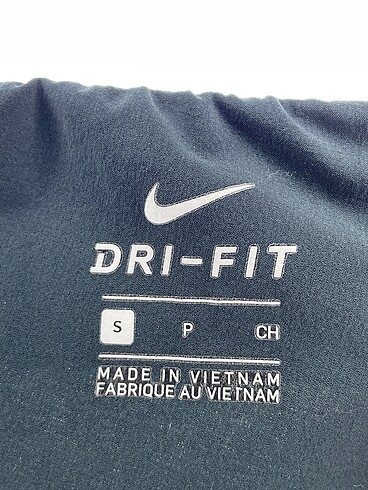 DRI-FIT
S P CH
MADE IN VIETNAM
FABRIQUE AU VIETNAM